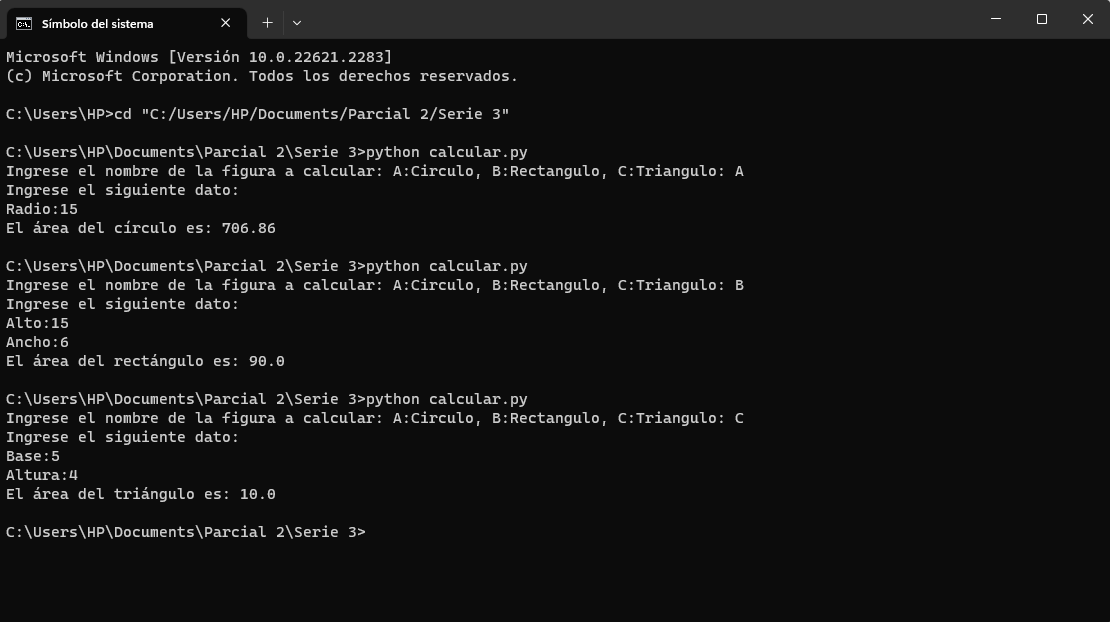 Símbolo del sistema
Microsoft Windows [Versión 10.0.22621.2283]
(c) Microsoft Corporation. Todos los derechos reservados.
C:\Users\HP>cd "C:/Users/HP/Documents/Parcial 2/Serie 3"
C:\Users\HP\Documents\Parcial 2\Serie 3>python calcular.py
Ingrese el nombre de la figura a calcular: A:Circulo, B:Rectangulo, C:Triangulo: A
Ingrese el siguiente dato:
Radio:15
El área del círculo es: 706.86
C:\Users\HP\Documents\Parcial 2\Serie 3>python calcular.py
Ingrese el nombre de la figura a calcular: A:Circulo, B:Rectangulo, C:Triangulo: B
Ingrese el siguiente dato:
Alto:15
Ancho:6
El área del rectángulo es: 90.0
C:\Users\HP\Documents\Parcial 2\Serie 3>python calcular.py
Ingrese el nombre de la figura a calcular: A:Circulo, B:Rectangulo, C:Triangulo: C
Ingrese el siguiente dato:
Base:5
Altura:4
El área del triángulo es: 10.0
C:\Users\HP\Documents\Parcial 2\Serie 3>